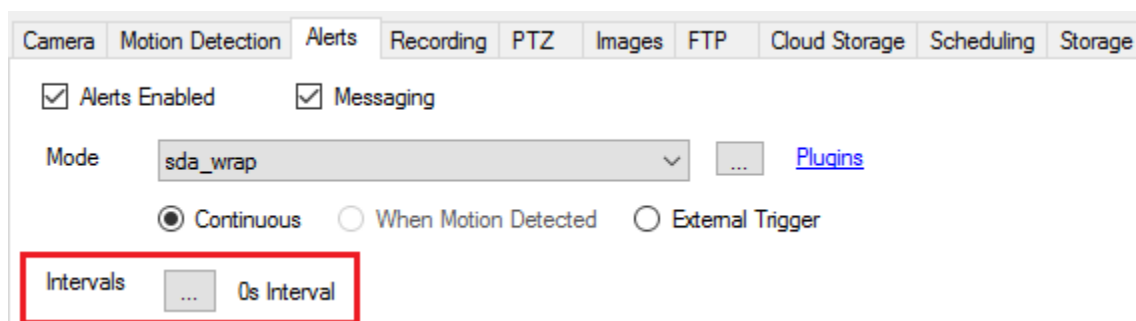 Camera Motion Detection Alerts Recording PTZ Images FTP Cloud Storage Scheduling Storage
Alerts Enabled Messaging
Mode sda_wrap ... Plugins
Continuous When Motion Detected External Trigger
Intervals ... 0s Interval